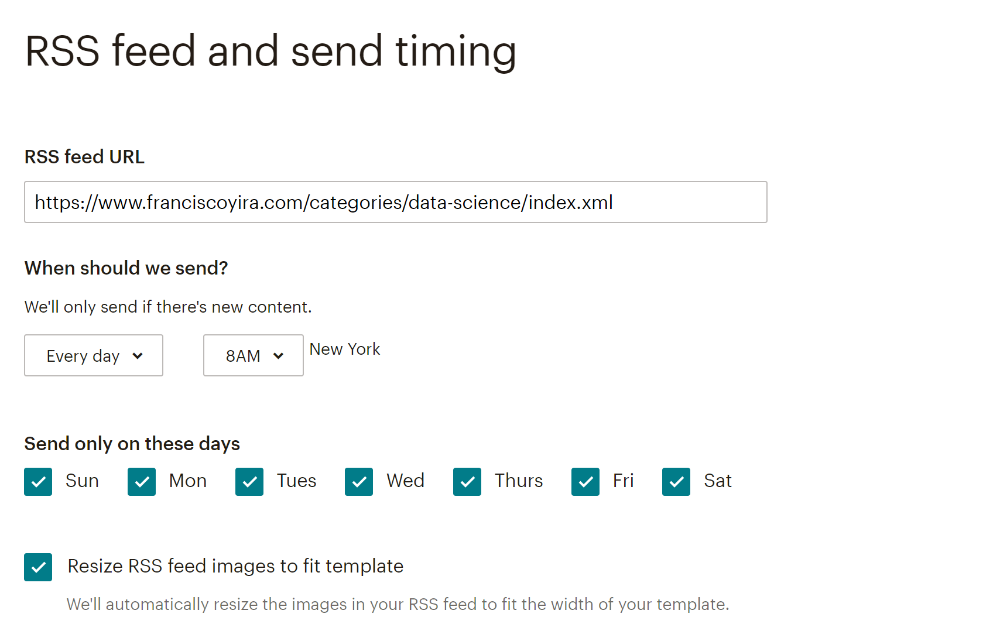 RSS feed and send timing
RSS feed URL
https://www.franciscoyira.com/categories/data-science/index.xml
When should we send?
We'll only send if there's new content.
Every day 8AM New York
Send only on these days
Sun Mon Tues Wed Thurs Fri Sat
Resize RSS feed images to fit template
We'll automatically resize the images in your RSS feed to fit the width of your template.